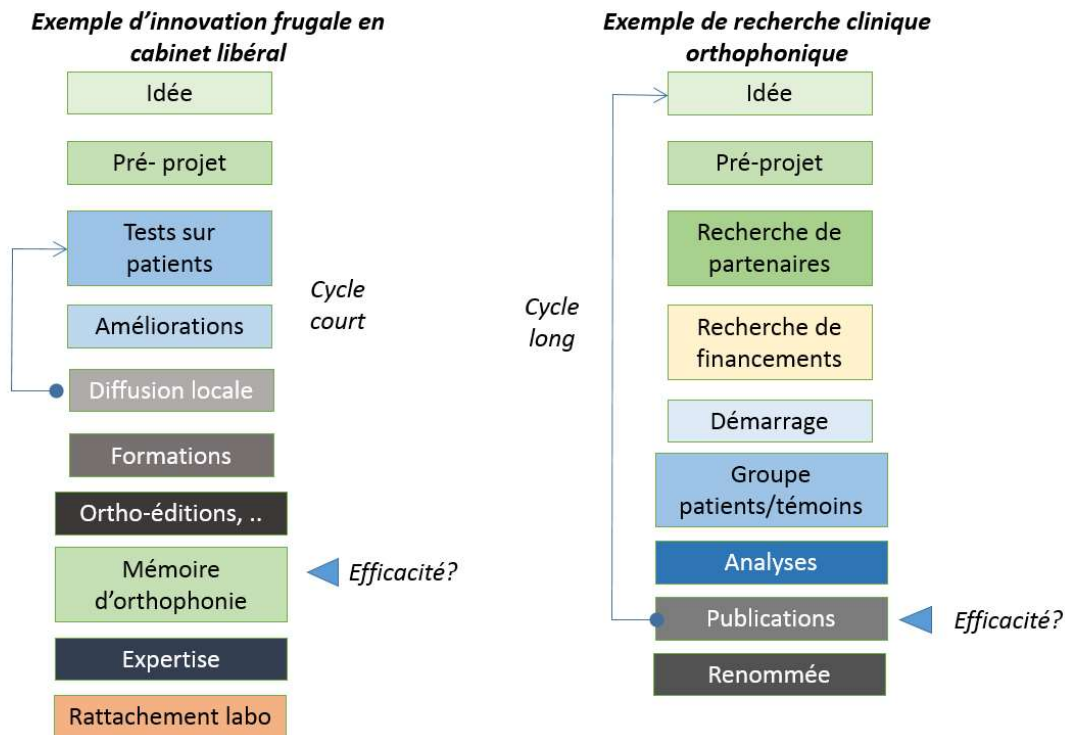 Exemple d’innovation frugale en
cabinet libéral
Idée
Pré- projet
Tests sur
patients
Améliorations
Cycle
court
Diffusion locale
Formations
Ortho-éditions, ..
Mémoire
d’orthophonie
Efficacité?
Expertise
Rattachement labo
Exemple de recherche clinique
orthophonique
Idée
Pré-projet
Recherche de
partenaires
Cycle
long
Recherche de
financements
Démarrage
Groupe
patients/témoins
Analyses
Publications
Efficacité?
Renommée